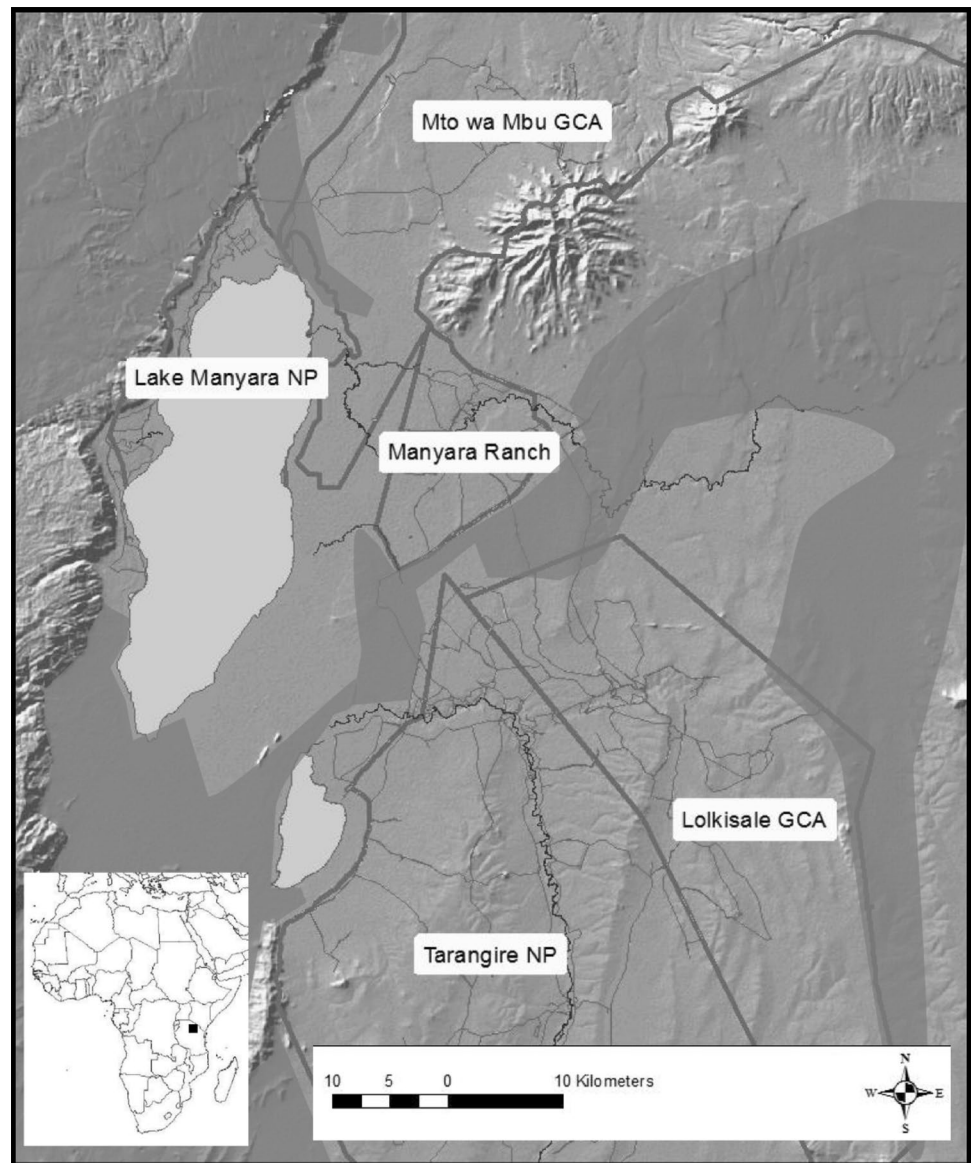 Mto wa Mbu GCA
Lake Manyara NP
Manyara Ranch
Lolkisale GCA
Tarangire NP
10 5 0 10 Kilometers
N
W E
S